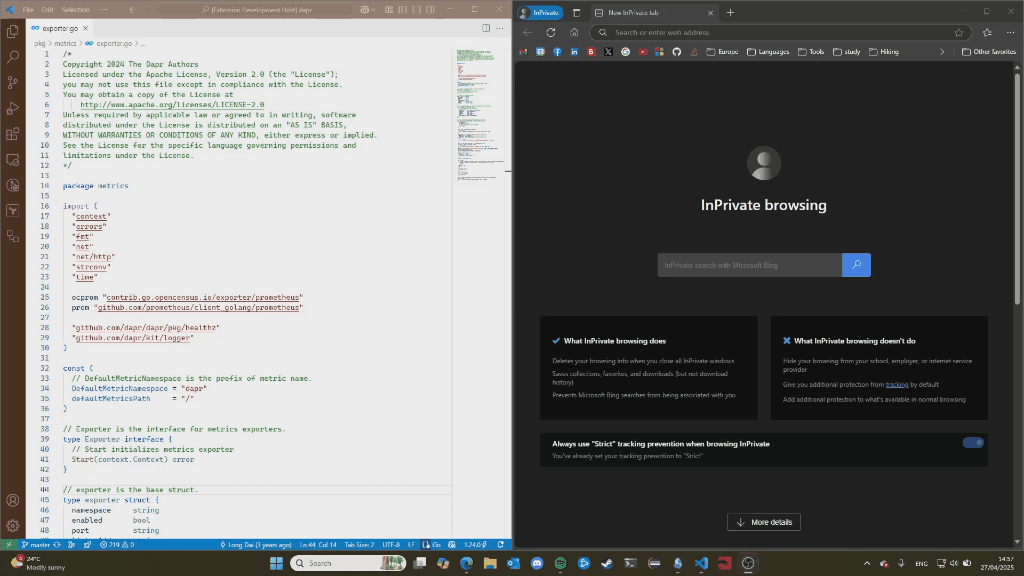 File Edit Selection ...
[Extension Development Host] dapr
exporter.go
pkg > metrics > exporter.go > ...
1 /*
2 Copyright 2024 The Dapr Authors
3 Licensed under the Apache License, Version 2.0 (the "License");
4 you may not use this file except in compliance with the License.
5 You may obtain a copy of the License at
6 http://www.apache.org/licenses/LICENSE-2.0
7 Unless required by applicable law or agreed to in writing, software
8 distributed under the License is distributed on an "AS IS" BASIS,
9 WITHOUT WARRANTIES OR CONDITIONS OF ANY KIND, either express or implied.
10 See the License for the specific language governing permissions and
11 limitations under the License.
12 */
13
14 package metrics
15
16 import (
17 "context"
18 "errors"
19 "fmt"
20 "net"
21 "net/http"
22 "strconv"
23 "time"
24
25 ocprom "contrib.go.opencensus.io/exporter/prometheus"
26 prom "github.com/prometheus/client_golang/prometheus"
27
28 "github.com/dapr/dapr/pkg/healthz"
29 "github.com/dapr/kit/logger"
30 )
31
32 const (
33 // DefaultMetricNamespace is the prefix of metric name.
34 DefaultMetricNamespace = "dapr"
35 defaultMetricsPath = "/"
36 )
37
38 // Exporter is the interface for metrics exporters.
39 type Exporter interface {
40 // Start initializes metrics exporter
41 Start(context.Context) error
42 }
43
44 // exporter is the base struct.
45 type exporter struct {
46 namespace string
47 enabled bool
48 port string
master
219 0
Long Dai (3 years ago)
Ln 44, Col 14
Tab Size: 2
UTF-8
LF
Go
1.24.0
InPrivate
New InPrivate tab
Search or enter web address
Europe
Languages
Tools
study
Hiking
Other favorites
InPrivate browsing
InPrivate search with Microsoft Bing
What InPrivate browsing does
Deletes your browsing info when you close all InPrivate windows
Saves collections, favorites, and downloads (but not download history)
Prevents Microsoft Bing searches from being associated with you
What InPrivate browsing doesn't do
Hide your browsing from your school, employer, or internet service provider
Give you additional protection from tracking by default
Add additional protection to what's available in normal browsing
Always use "Strict" tracking prevention when browsing InPrivate
You've already set your tracking prevention to "Strict"
More details
24°C
Mostly sunny
Search
ENG
14:57
27/04/2025